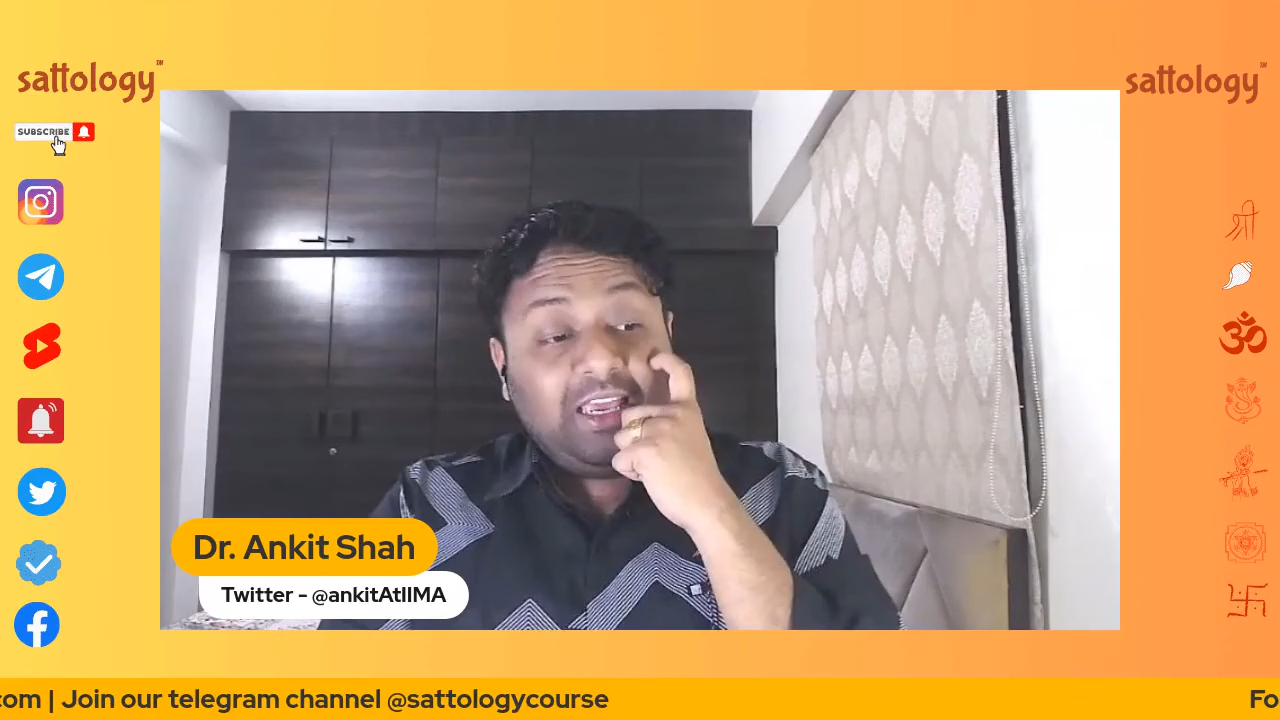 sattology™
sattology™
SUBSCRIBE
श्री
ॐ
Dr. Ankit Shah
Twitter - @ankitAtIIMA
com | Join our telegram channel @sattologycourse
Fo